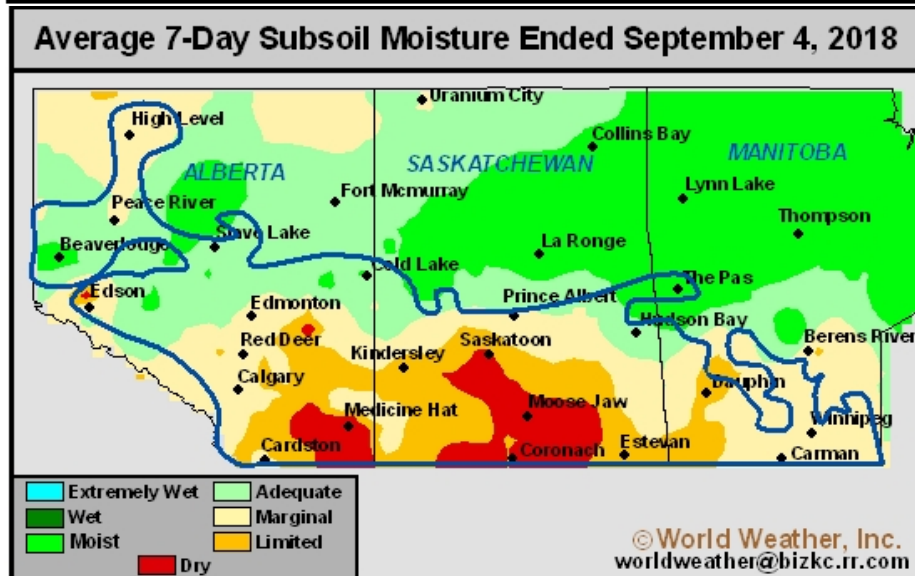 Average 7-Day Subsoil Moisture Ended September 4, 2018
Uranium City
High Level
Collins Bay
ALBERTA
SASKATCHEWAN
MANITOBA
Fort Mcmurray
Lynn Lake
Peace River
Thompson
Slave Lake
Beaverlodge
La Ronge
Cold Lake
The Pas
Edson
Prince Albert
Edmonton
Hudson Bay
Berens River
Red Deer
Kindersley
Saskatoon
Calgary
Dauphin
Medicine Hat
Moose Jaw
Winnipeg
Cardston
Coronach
Estevan
Carman
Extremely Wet
Adequate
Wet
Marginal
Moist
Limited
Dry
©World Weather, Inc.
worldweather@bizkc.rr.com